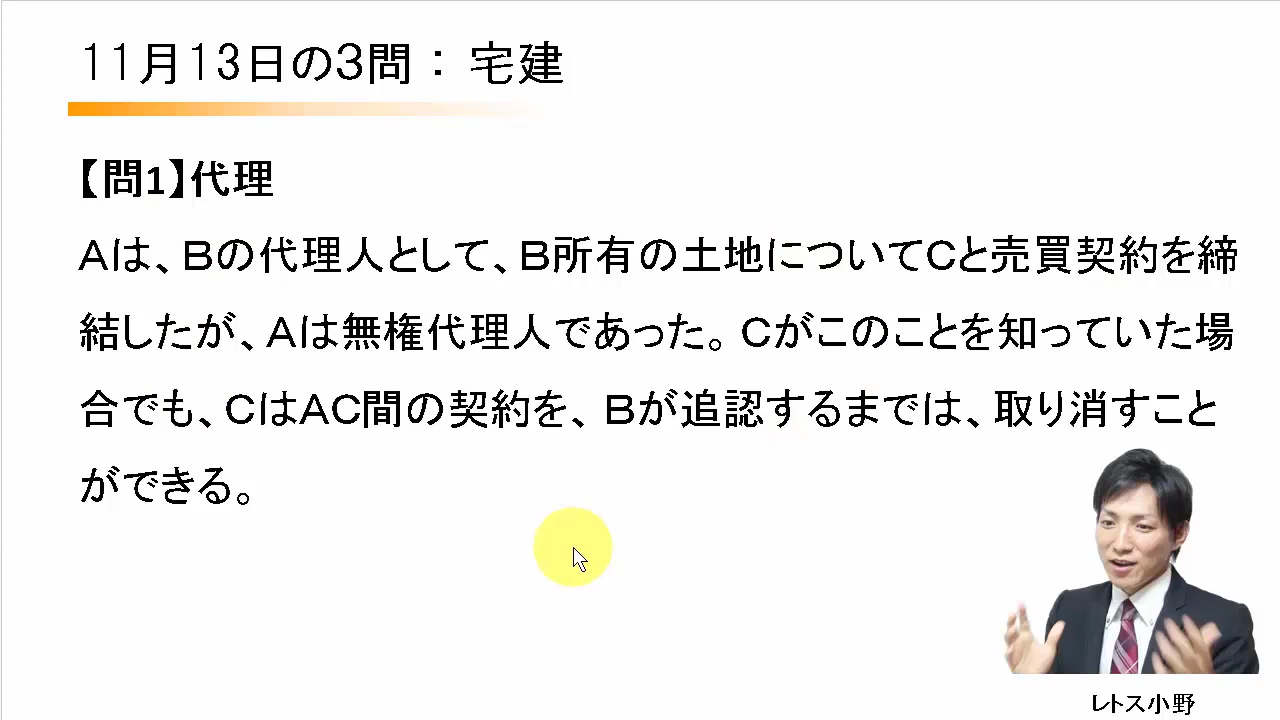 11月13日の3問：宅建
【問1】代理
Aは、Bの代理人として、B所有の土地についてCと売買契約を締
結したが、Aは無権代理人であった。Cがこのことを知っていた場
合でも、CはAC間の契約を、Bが追認するまでは、取り消すこと
ができる。
レトス小野